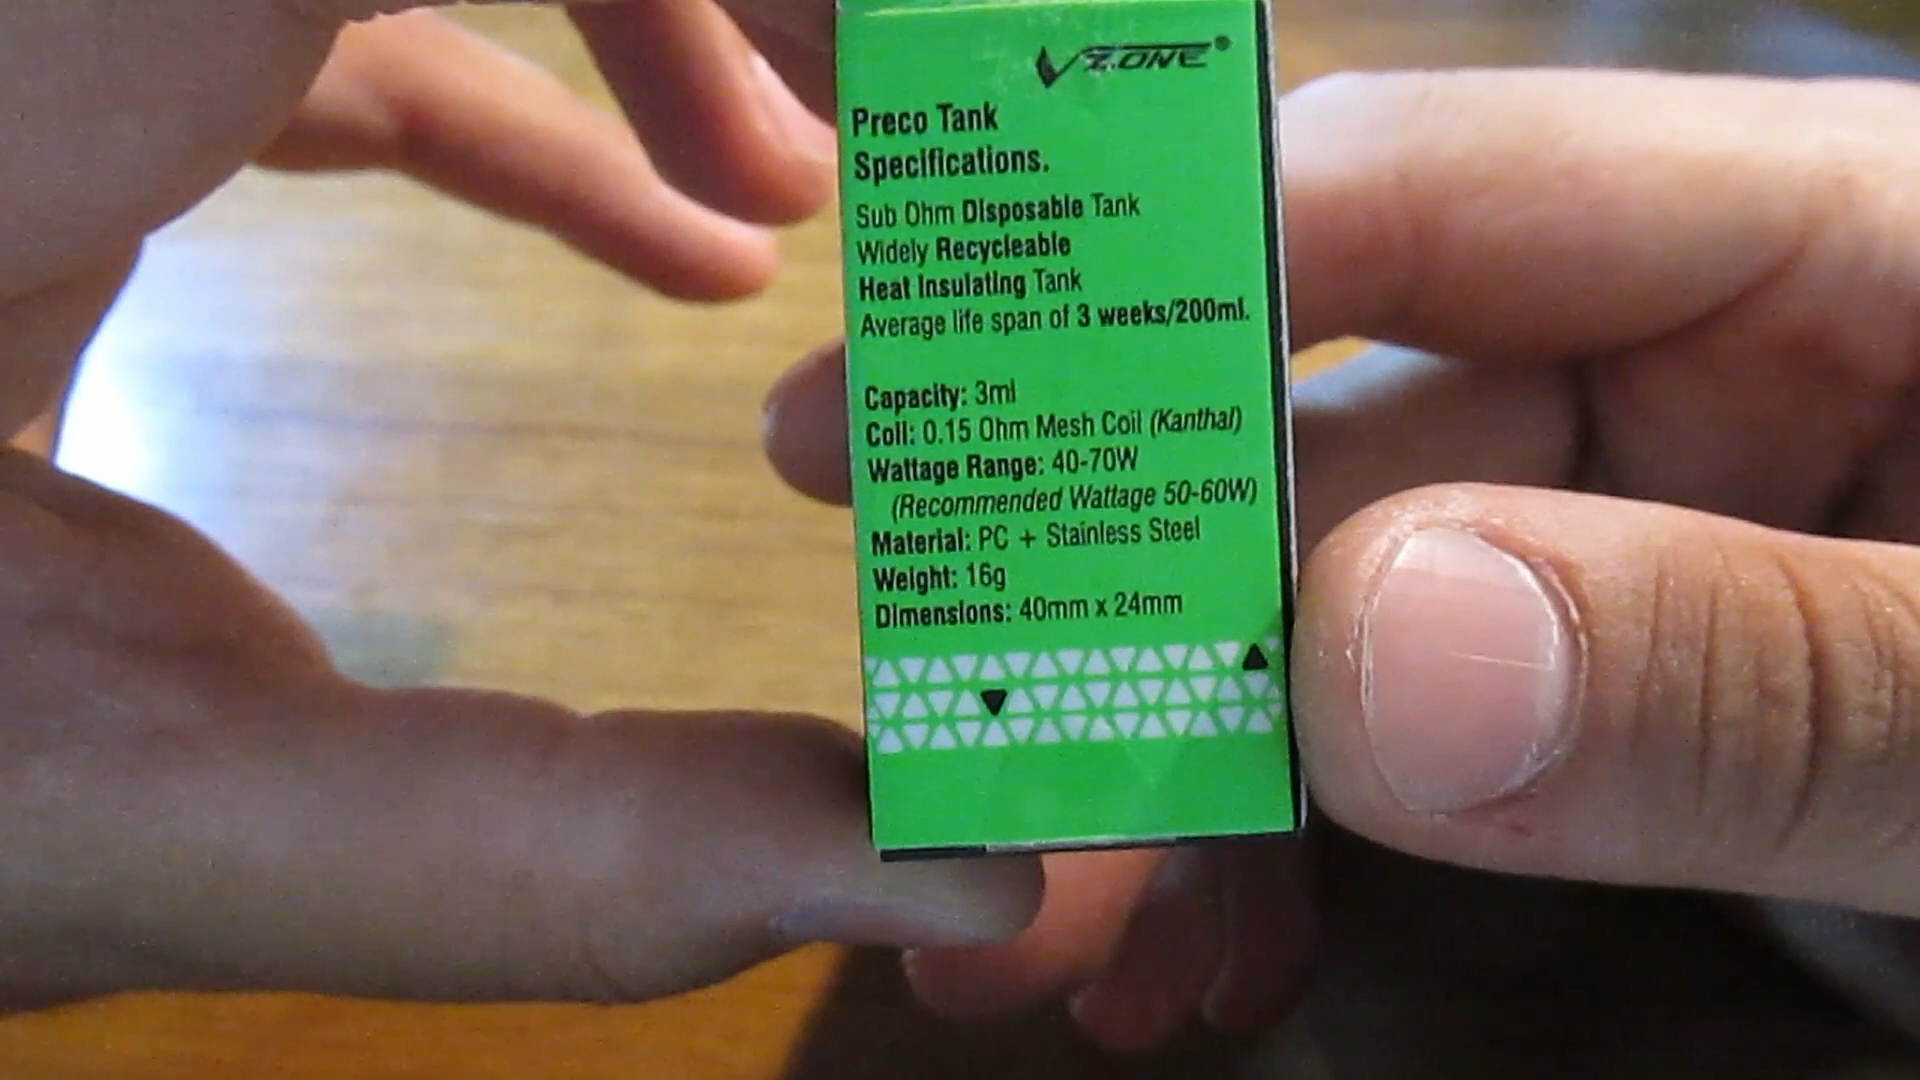 VZ.ONE®
Preco Tank
Specifications.
Sub Ohm Disposable Tank
Widely Recycleable
Heat Insulating Tank
Average life span of 3 weeks/200ml.
Capacity: 3ml
Coil: 0.15 Ohm Mesh Coil (Kanthal)
Wattage Range: 40-70W
(Recommended Wattage 50-60W)
Material: PC + Stainless Steel
Weight: 16g
Dimensions: 40mm x 24mm